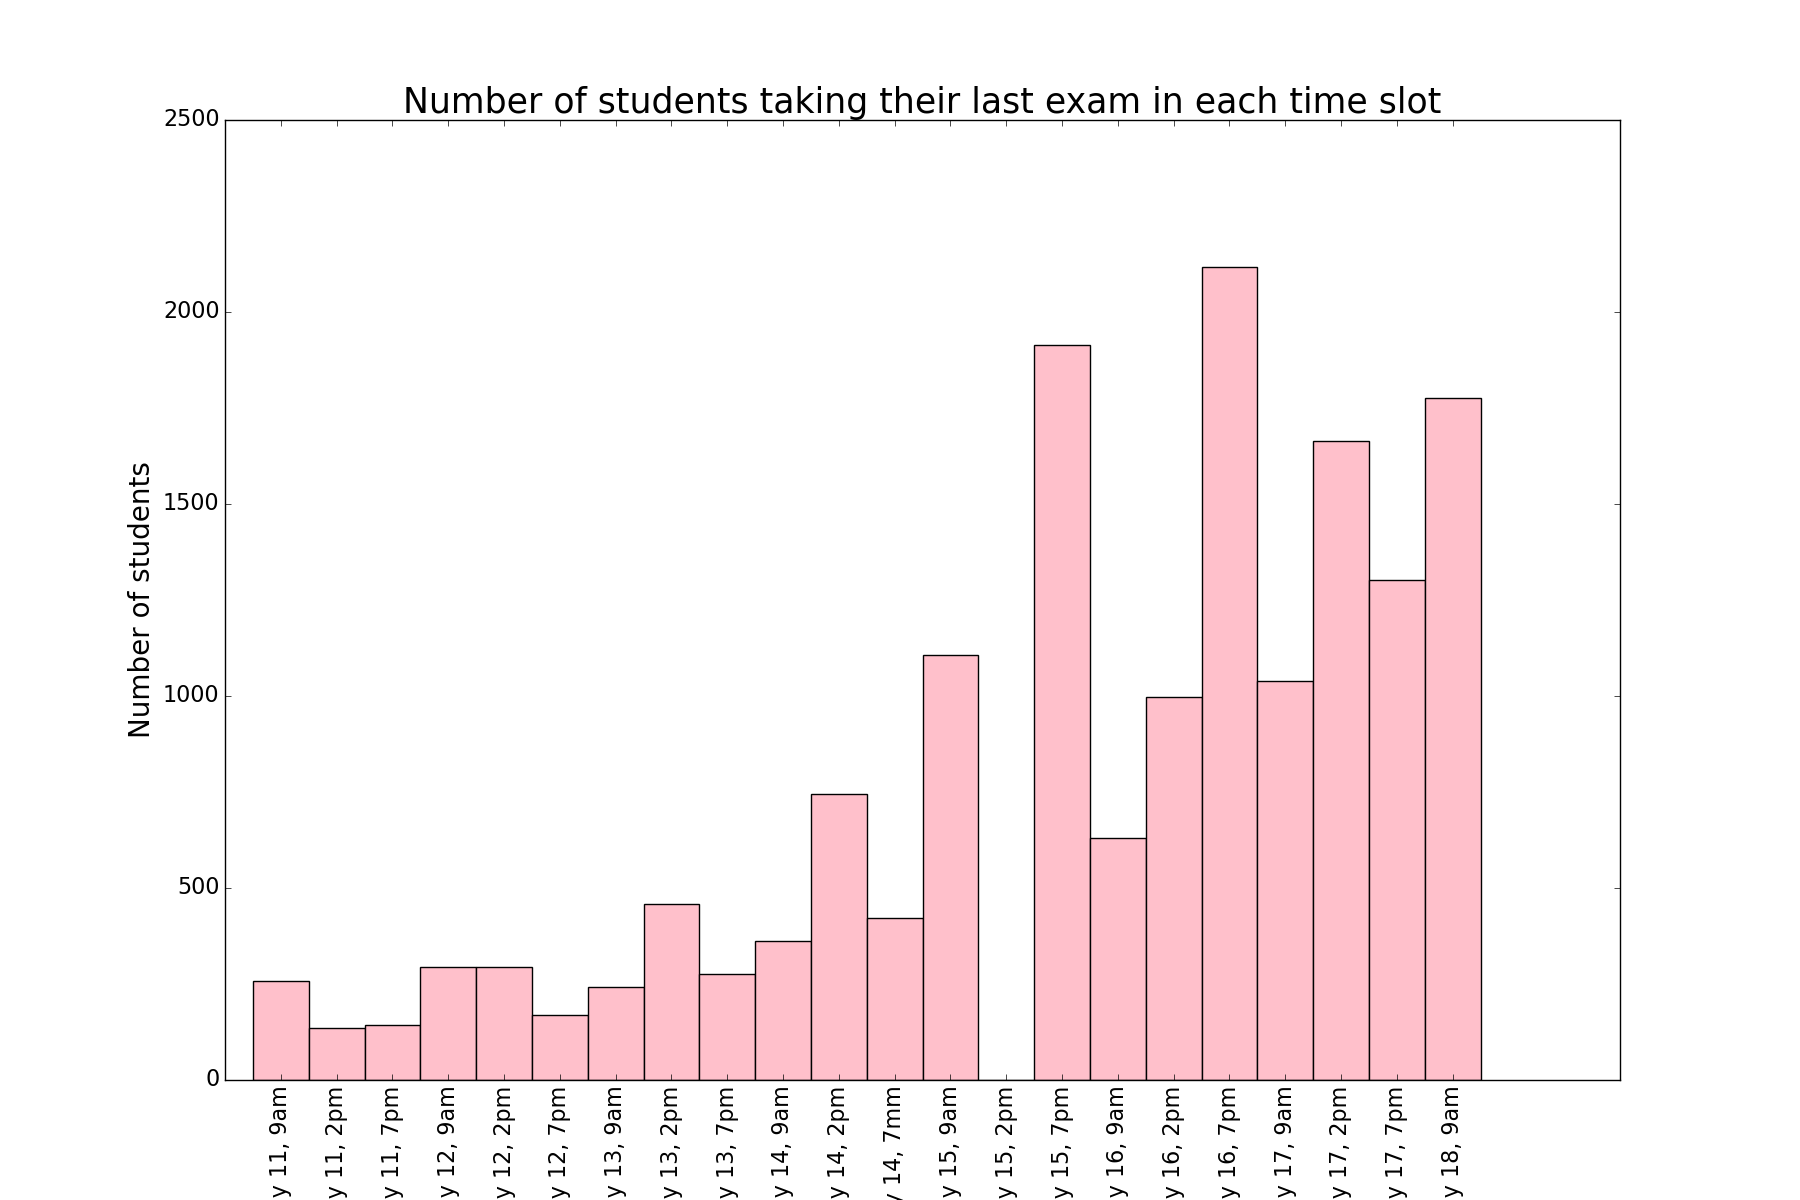 Number of students taking their last exam in each time slot
Number of students
2500
2000
1500
1000
500
0
y 11, 9am
y 11, 2pm
y 11, 7pm
y 12, 9am
y 12, 2pm
y 12, 7pm
y 13, 9am
y 13, 2pm
y 13, 7pm
y 14, 9am
y 14, 2pm
y 14, 7mm
y 15, 9am
y 15, 2pm
y 15, 7pm
y 16, 9am
y 16, 2pm
y 16, 7pm
y 17, 9am
y 17, 2pm
y 17, 7pm
y 18, 9am